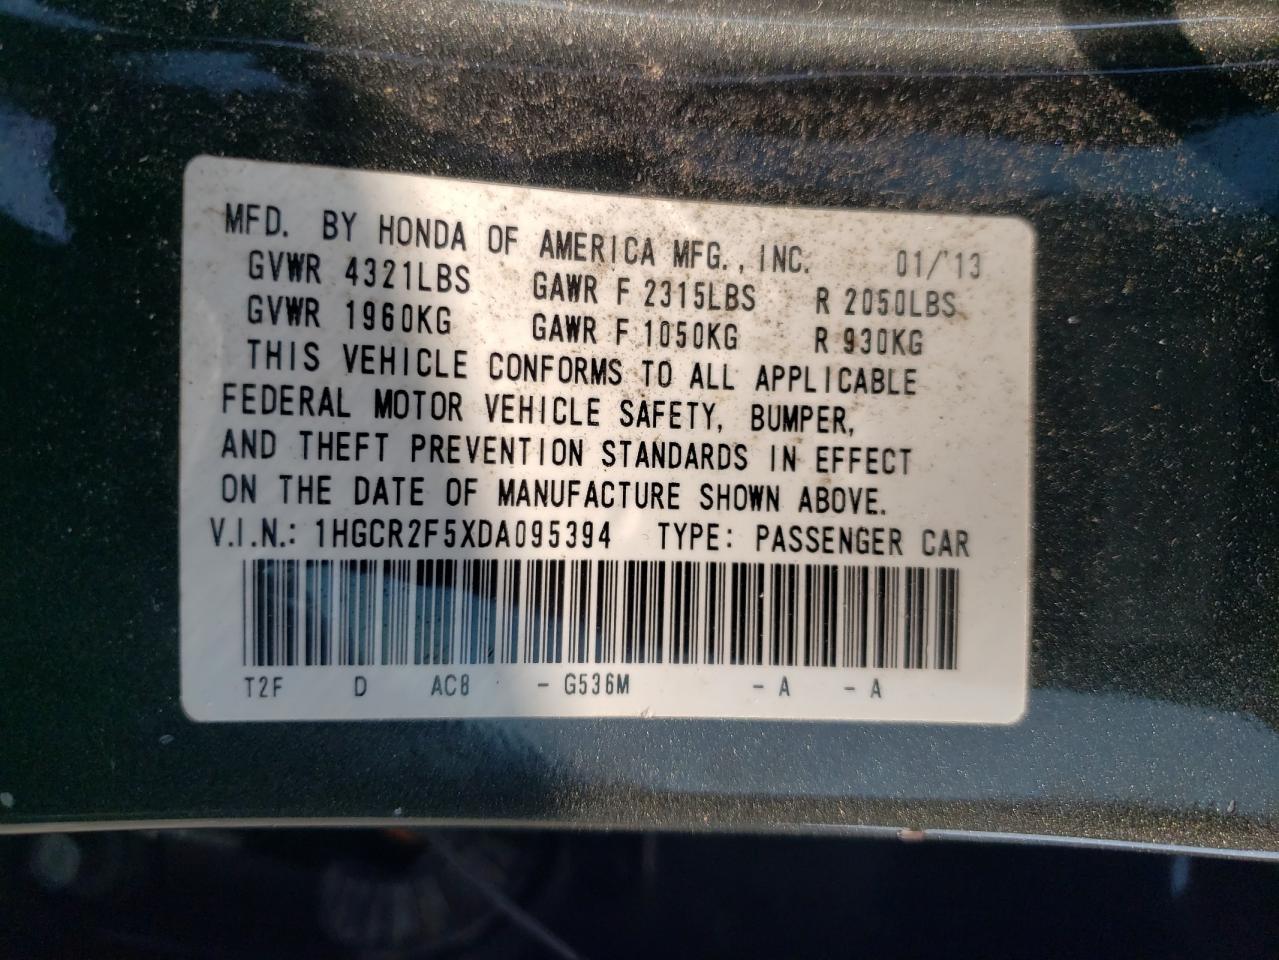 MFD. BY HONDA OF AMERICA MFG., INC. 01/13
GVWR 4321LBS GAWR F 2315LBS R 2050LBS
GVWR 1960KG GAWR F 1050KG R 930KG
THIS VEHICLE CONFORMS TO ALL APPLICABLE
FEDERAL MOTOR VEHICLE SAFETY, BUMPER,
AND THEFT PREVENTION STANDARDS IN EFFECT
ON THE DATE OF MANUFACTURE SHOWN ABOVE.
V.I.N.: 1HGCR2F5XDA095394 TYPE: PASSENGER CAR
T2F D AC8 - G536M - A - A